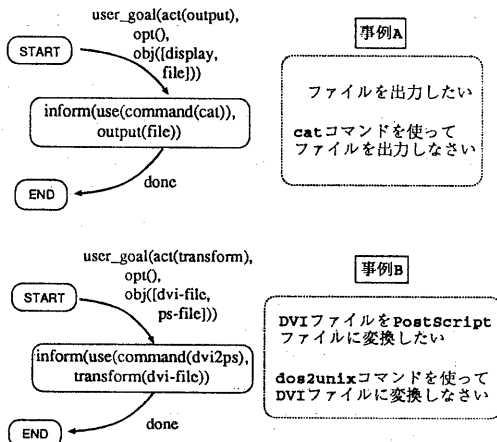 user_goal(act(output),
opt(),
obj([display,
file]))
START
inform(use(command(cat)),
output(file))
done
END
事例A
ファイルを出力したい
catコマンドを使って
ファイルを出力しなさい
user_goal(act(transform),
opt(),
obj([dvi-file,
ps-file]))
START
inform(use(command(dvi2ps),
transform(dvi-file))
done
END
事例B
DVIファイルをPostScript
ファイルに変換したい
dos2unixコマンドを使って
DVIファイルに変換しなさい